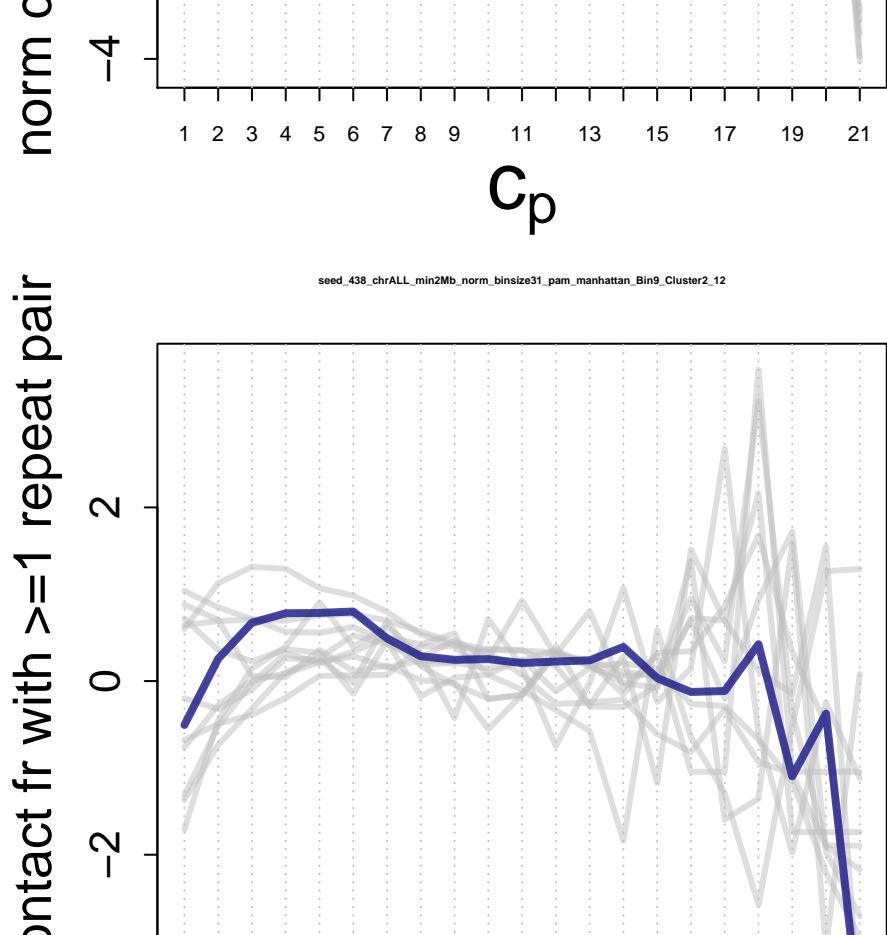 norm
−4
1 2 3 4 5 6 7 8 9 11 13 15 17 19 21
cp
seed_438_chrALL_min2Mb_norm_binsize31_pam_manhattan_Bin9_Cluster2_12
ontact fr with >=1 repeat pair
2
0
−2